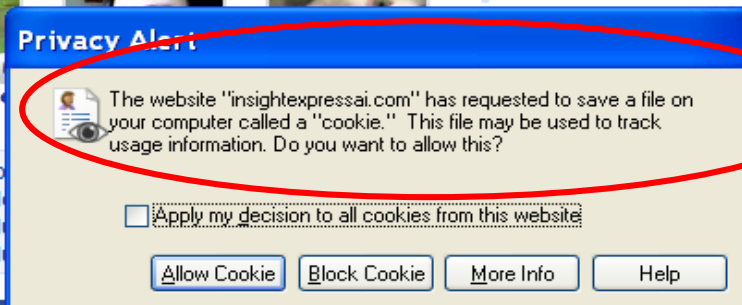 Privacy Alert
The website "insightexpressai.com" has requested to save a file on
your computer called a "cookie." This file may be used to track
usage information. Do you want to allow this?
Apply my decision to all cookies from this website
Allow Cookie Block Cookie More Info Help